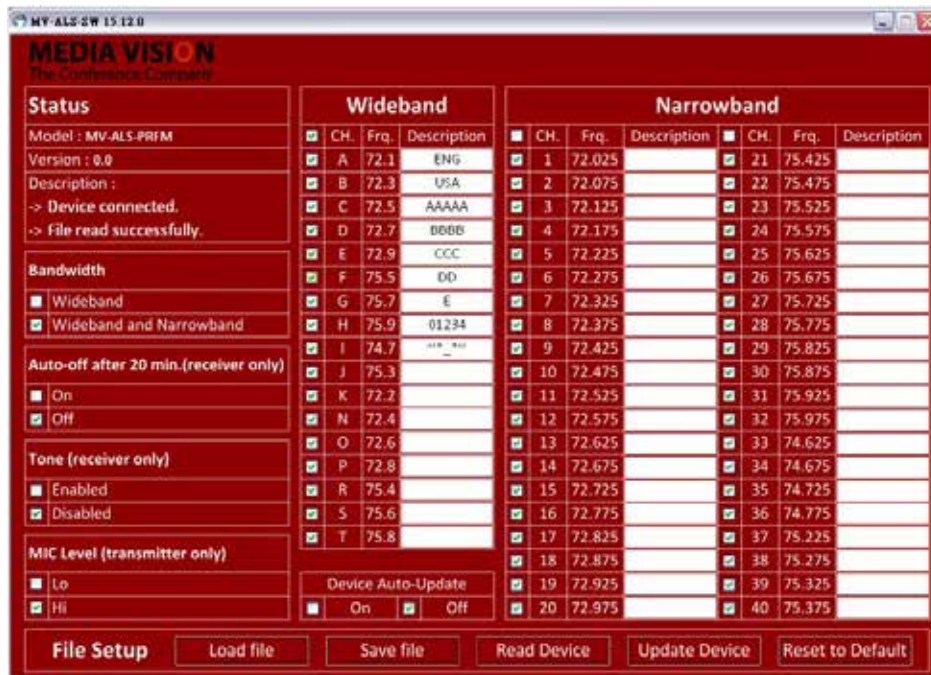 MV-ALS-SW 15.12.0
MEDIA VISION
The Conference Company
Status
Model : MV-ALS-PRFM
Version : 0.0
Description :
-> Device connected.
-> File read successfully.
Bandwidth
Wideband
Wideband and Narrowband
Auto-off after 20 min.(receiver only)
On
Off
Tone (receiver only)
Enabled
Disabled
MIC Level (transmitter only)
Lo
Hi
Wideband
CH. Frq. Description
A 72.1 ENG
B 72.3 USA
C 72.5 AAAAA
D 72.7 BBBB
E 72.9 CCC
F 75.5 DD
G 75.7 E
H 75.9 01234
I 74.7
J 75.3
K 72.2
N 72.4
O 72.6
P 72.8
R 75.4
S 75.6
T 75.8
Device Auto-Update
On Off
Narrowband
CH. Frq. Description CH. Frq. Description
1 72.025 21 75.425
2 72.075 22 75.475
3 72.125 23 75.525
4 72.175 24 75.575
5 72.225 25 75.625
6 72.275 26 75.675
7 72.325 27 75.725
8 72.375 28 75.775
9 72.425 29 75.825
10 72.475 30 75.875
11 72.525 31 75.925
12 72.575 32 75.975
13 72.625 33 74.625
14 72.675 34 74.675
15 72.725 35 74.725
16 72.775 36 74.775
17 72.825 37 75.225
18 72.875 38 75.275
19 72.925 39 75.325
20 72.975 40 75.375
File Setup Load file Save file Read Device Update Device Reset to Default